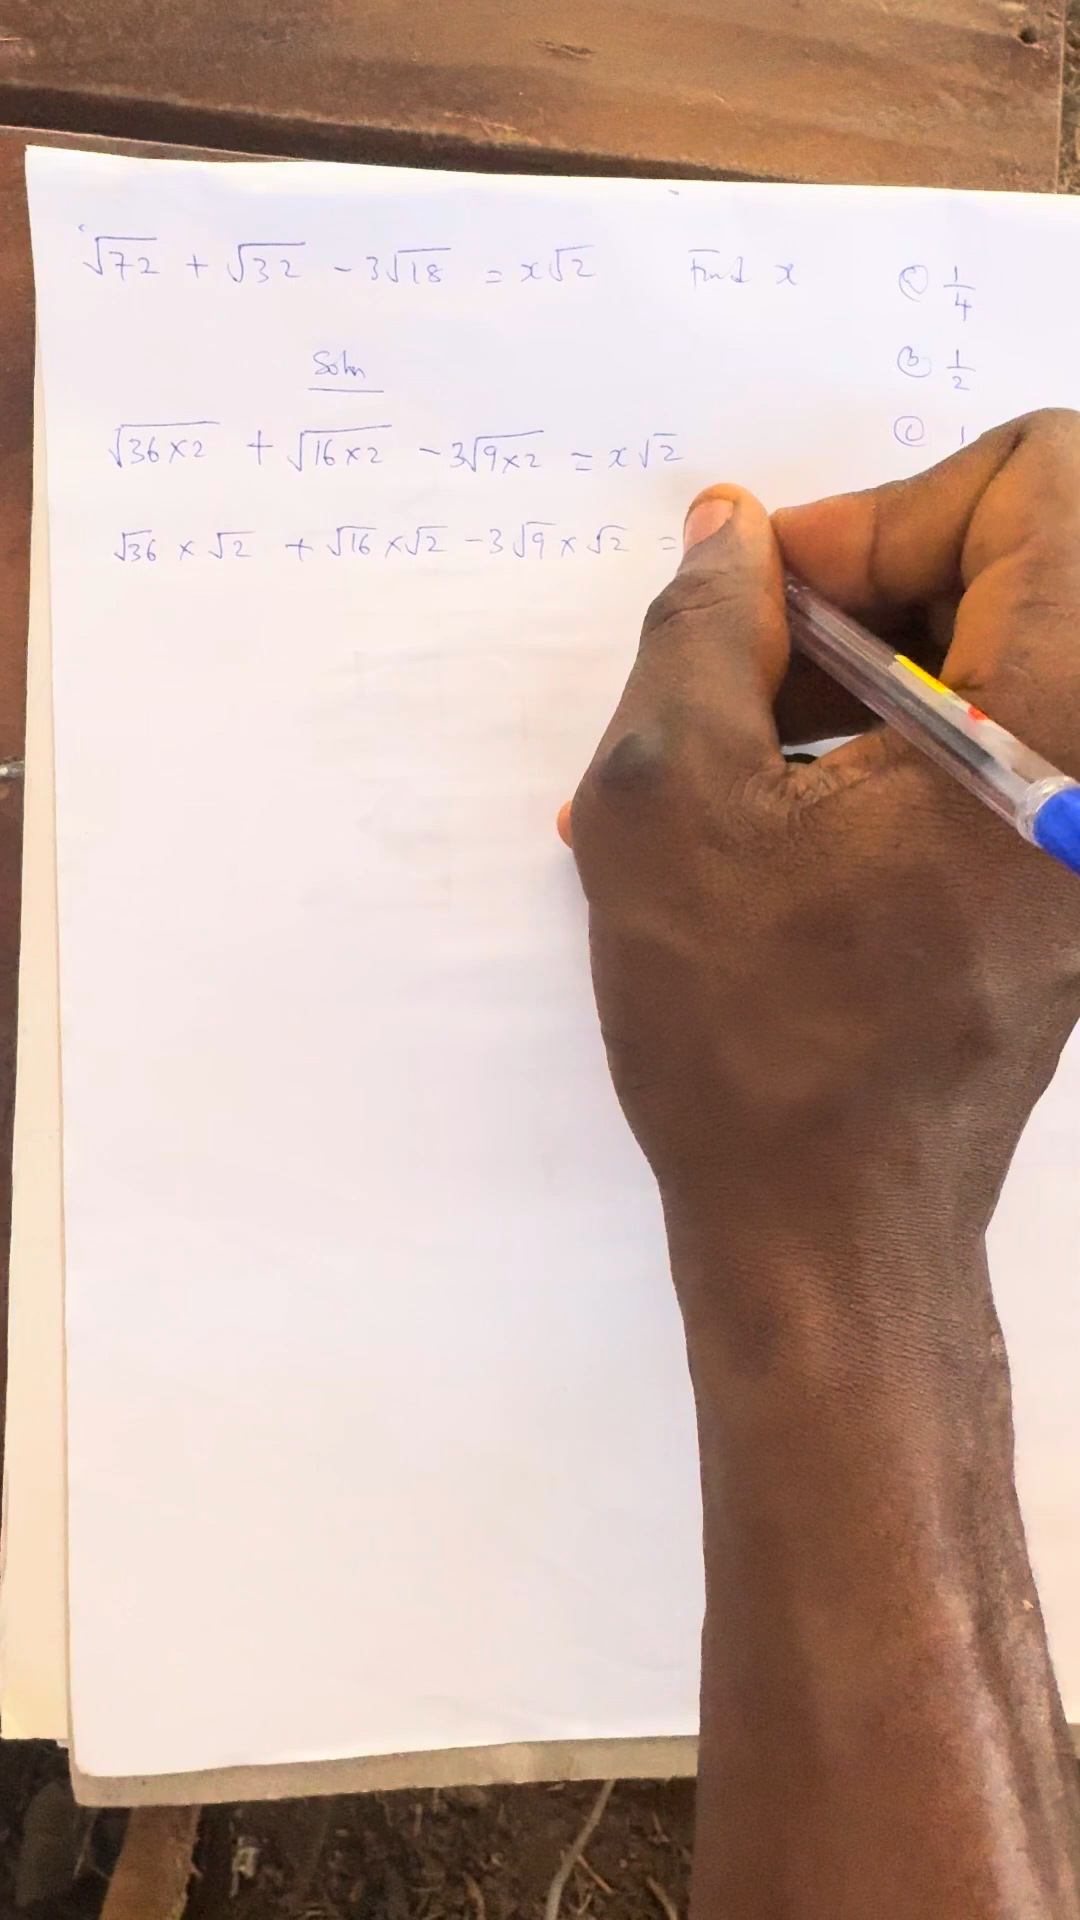 √72 + √32 - 3√18 = x√2 Find x
ⓐ 1/4
ⓑ 1/2
ⓒ 1
Soln
√36×2 + √16×2 - 3√9×2 = x√2
√36 × √2 + √16 × √2 - 3√9 × √2 =